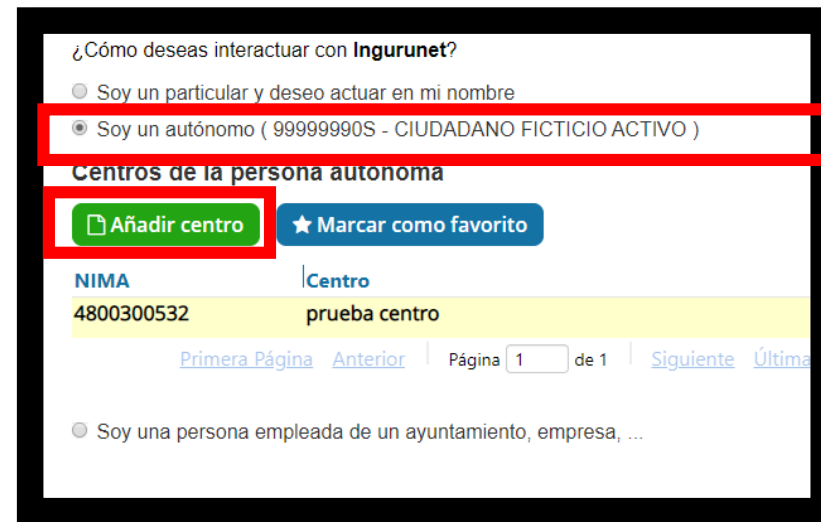 ¿Cómo deseas interactuar con Ingurunet?
Soy un particular y deseo actuar en mi nombre
Soy un autónomo ( 99999990S - CIUDADANO FICTICIO ACTIVO )
Centros de la persona autónoma
Añadir centro Marcar como favorito
NIMA Centro
4800300532 prueba centro
Primera Página Anterior Página 1 de 1 Siguiente Última
Soy una persona empleada de un ayuntamiento, empresa, ...